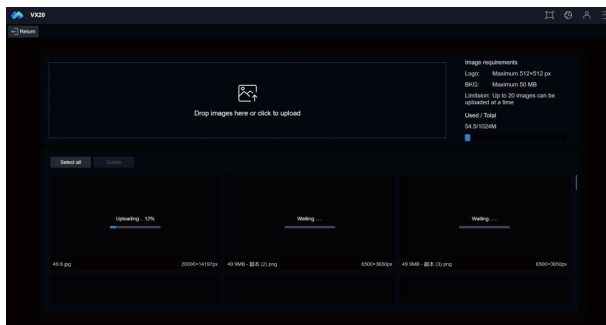 VX20
Return
Image requirements
Logo: Maximum 512×512 px
BKG: Maximum 50 MB
Limitaion: Up to 20 images can be
uploaded at a time
Used / Total
54.5/1024M
Drop images here or click to upload
Select all
Delete
Uploading... 12%
Waiting......
Waiting......
49.8.jpg
20000×14197px
49.9MB - 副本 (2).png
6500×3650px
49.9MB - 副本 (3).png
6500×3650px